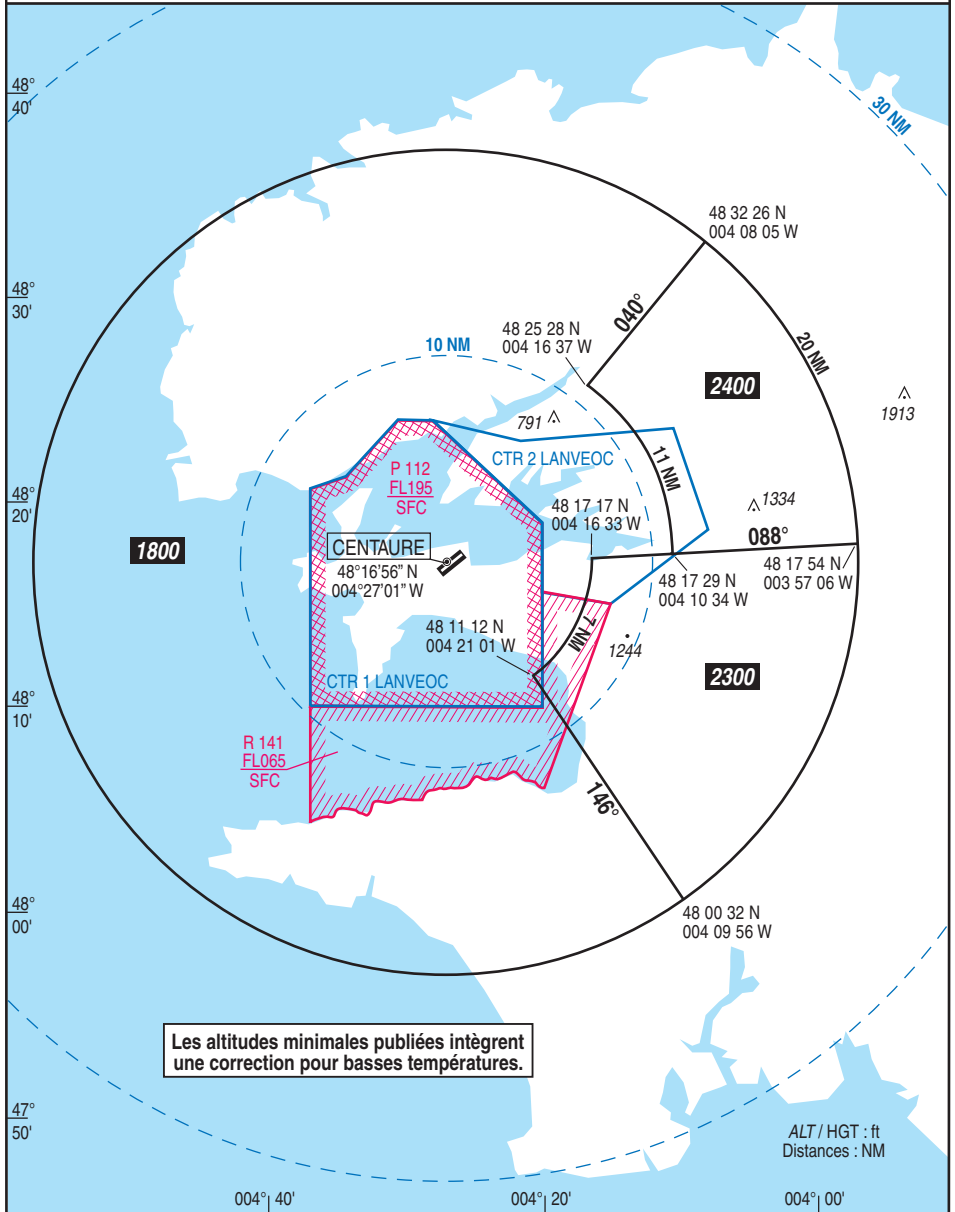 48°
40'
30 NM
48 32 26 N
004 08 05 W
48°
30'
040°
48 25 28 N
004 16 37 W
10 NM
20 NM
2400
1913
791
11 NM
CTR 2 LANVEOC
P 112
FL195
SFC
48°
20'
48 17 17 N
004 16 33 W
1334
088°
1800
CENTAURE
48°16'56" N
004°27'01" W
48 17 29 N
004 10 34 W
48 17 54 N
003 57 06 W
48 11 12 N
004 21 01 W
7 NM
1244
2300
CTR 1 LANVEOC
48°
10'
R 141
FL065
SFC
146°
48°
00'
48 00 32 N
004 09 56 W
Les altitudes minimales publiées intègrent
une correction pour basses températures.
47°
50'
ALT / HGT : ft
Distances : NM
004° 40'
004° 20'
004° 00'